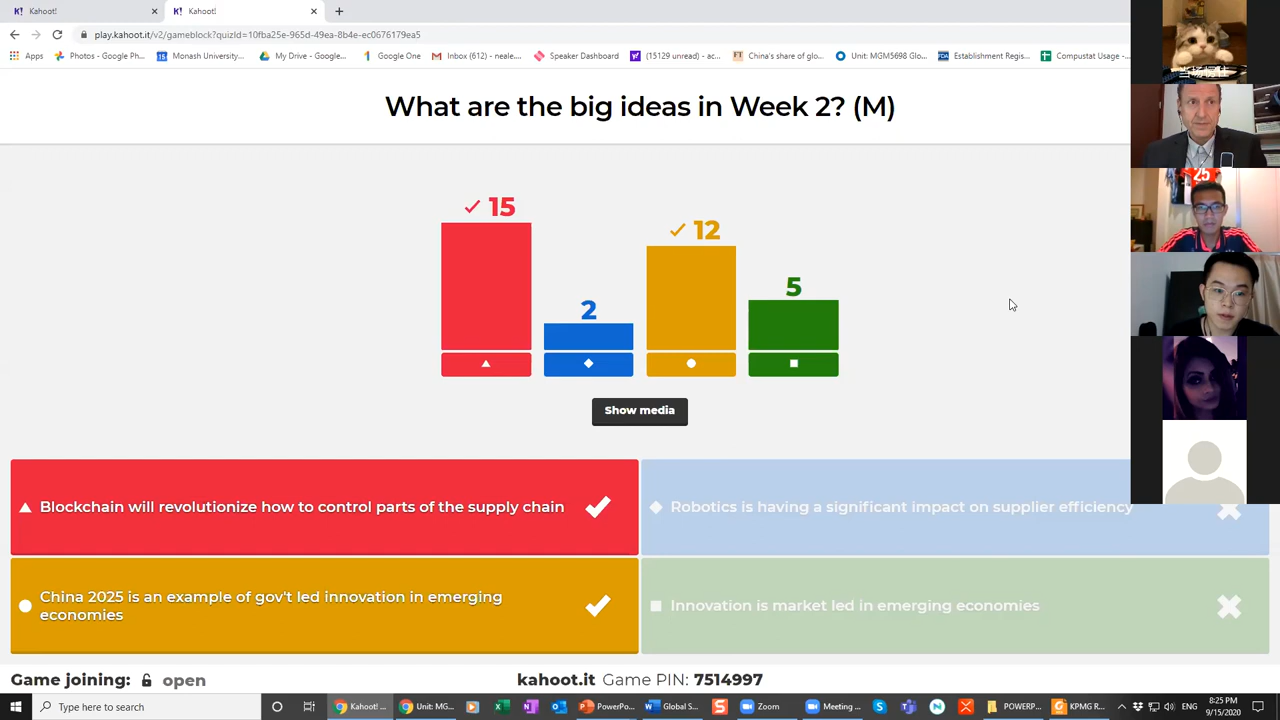 Kahoot!
Kahoot!
play.kahoot.it/v2/gameblock?quizId=10fba25e-965d-49ea-8b4e-ec0676179ea5
Apps
Photos - Google Ph...
Monash University...
My Drive - Google...
Google One
Inbox (612) - neale...
Speaker Dashboard
(15129 unread) - ac...
China's share of glo...
Unit: MGM5698 Glo...
Establishment Regis...
Compustat Usage -...
What are the big ideas in Week 2? (M)
25
15
2
12
5
Show media
Blockchain will revolutionize how to control parts of the supply chain
Robotics is having a significant impact on supplier efficiency
China 2025 is an example of gov't led innovation in emerging
economies
Innovation is market led in emerging economies
Game joining: open
kahoot.it Game PIN: 7514997
Type here to search
Kahoot! ...
Unit: MG...
PowerPo...
Global S...
Zoom
Meeting ...
POWERP...
KPMG R...
8:25 PM
9/15/2020